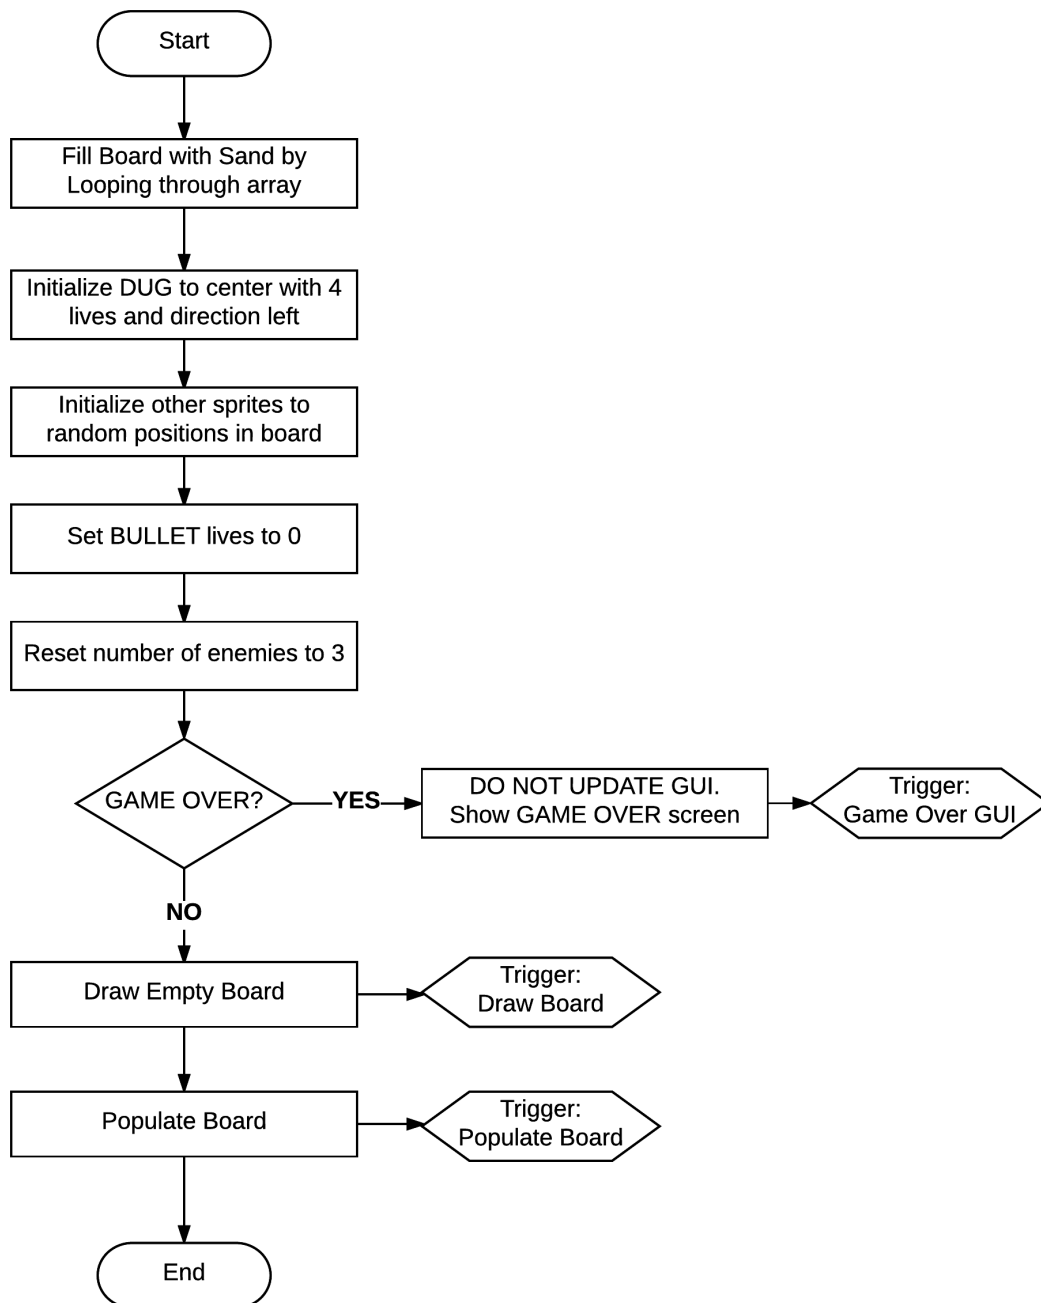 Start
Fill Board with Sand by
Looping through array
Initialize DUG to center with 4
lives and direction left
Initialize other sprites to
random positions in board
Set BULLET lives to 0
Reset number of enemies to 3
GAME OVER?
YES
DO NOT UPDATE GUI.
Show GAME OVER screen
Trigger:
Game Over GUI
NO
Draw Empty Board
Trigger:
Draw Board
Populate Board
Trigger:
Populate Board
End